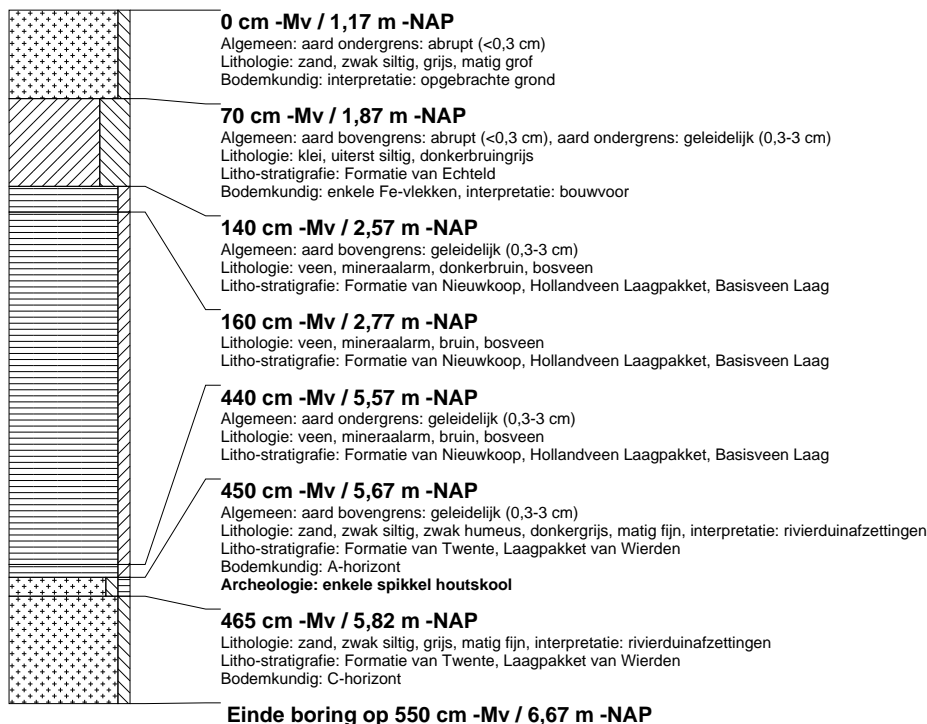 0 cm -Mv / 1,17 m -NAP
Algemeen: aard ondergrens: abrupt (<0,3 cm)
Lithologie: zand, zwak siltig, grijs, matig grof
Bodemkundig: interpretatie: opgebrachte grond
70 cm -Mv / 1,87 m -NAP
Algemeen: aard bovengrens: abrupt (<0,3 cm), aard ondergrens: geleidelijk (0,3-3 cm)
Lithologie: klei, uiterst siltig, donkerbruingrijs
Litho-stratigrafie: Formatie van Echteld
Bodemkundig: enkele Fe-vlekken, interpretatie: bouwvoor
140 cm -Mv / 2,57 m -NAP
Algemeen: aard bovengrens: geleidelijk (0,3-3 cm)
Lithologie: veen, mineraalarm, donkerbruin, bosveen
Litho-stratigrafie: Formatie van Nieuwkoop, Hollandveen Laagpakket, Basisveen Laag
160 cm -Mv / 2,77 m -NAP
Lithologie: veen, mineraalarm, bruin, bosveen
Litho-stratigrafie: Formatie van Nieuwkoop, Hollandveen Laagpakket, Basisveen Laag
440 cm -Mv / 5,57 m -NAP
Algemeen: aard ondergrens: geleidelijk (0,3-3 cm)
Lithologie: veen, mineraalarm, bruin, bosveen
Litho-stratigrafie: Formatie van Nieuwkoop, Hollandveen Laagpakket, Basisveen Laag
450 cm -Mv / 5,67 m -NAP
Algemeen: aard bovengrens: geleidelijk (0,3-3 cm)
Lithologie: zand, zwak siltig, zwak humeus, donkergrijs, matig fijn, interpretatie: rivierduinafzettingen
Litho-stratigrafie: Formatie van Twente, Laagpakket van Wierden
Bodemkundig: A-horizont
Archeologie: enkele spikkel houtskool
465 cm -Mv / 5,82 m -NAP
Lithologie: zand, zwak siltig, grijs, matig fijn, interpretatie: rivierduinafzettingen
Litho-stratigrafie: Formatie van Twente, Laagpakket van Wierden
Bodemkundig: C-horizont
Einde boring op 550 cm -Mv / 6,67 m -NAP